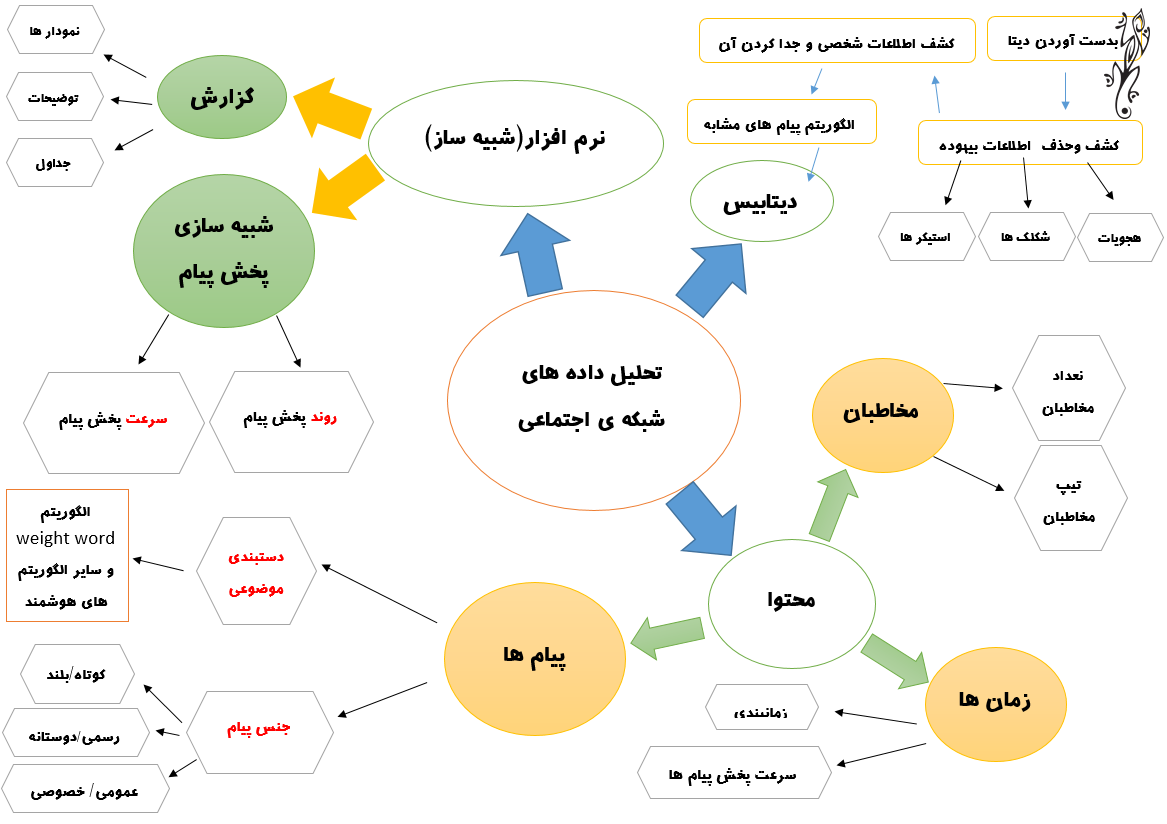 بدست آوردن دیتا
کشف اطلاعات شخصی و جدا کردن آن
الگوریتم پیام های مشابه
دیتابیس
کشف وحذف اطلاعات بیهوده
هجویات
شکلک ها
استیکر ها
نرم افزار(شبیه ساز)
گزارش
نمودار ها
توضیحات
جداول
شبیه سازی
پخش پیام
روند پخش پیام
سرعت پخش پیام
تحلیل داده های
شبکه ی اجتماعی
مخاطبان
تعداد
مخاطبان
تیپ
مخاطبان
محتوا
زمان ها
زمانبندی
سرعت پخش پیام ها
پیام ها
دستبندی
موضوعی
الگوریتم
weight word
و سایر الگوریتم
های هوشمند
جنس پیام
کوتاه/بلند
رسمی/دوستانه
عمومی/ خصوصی